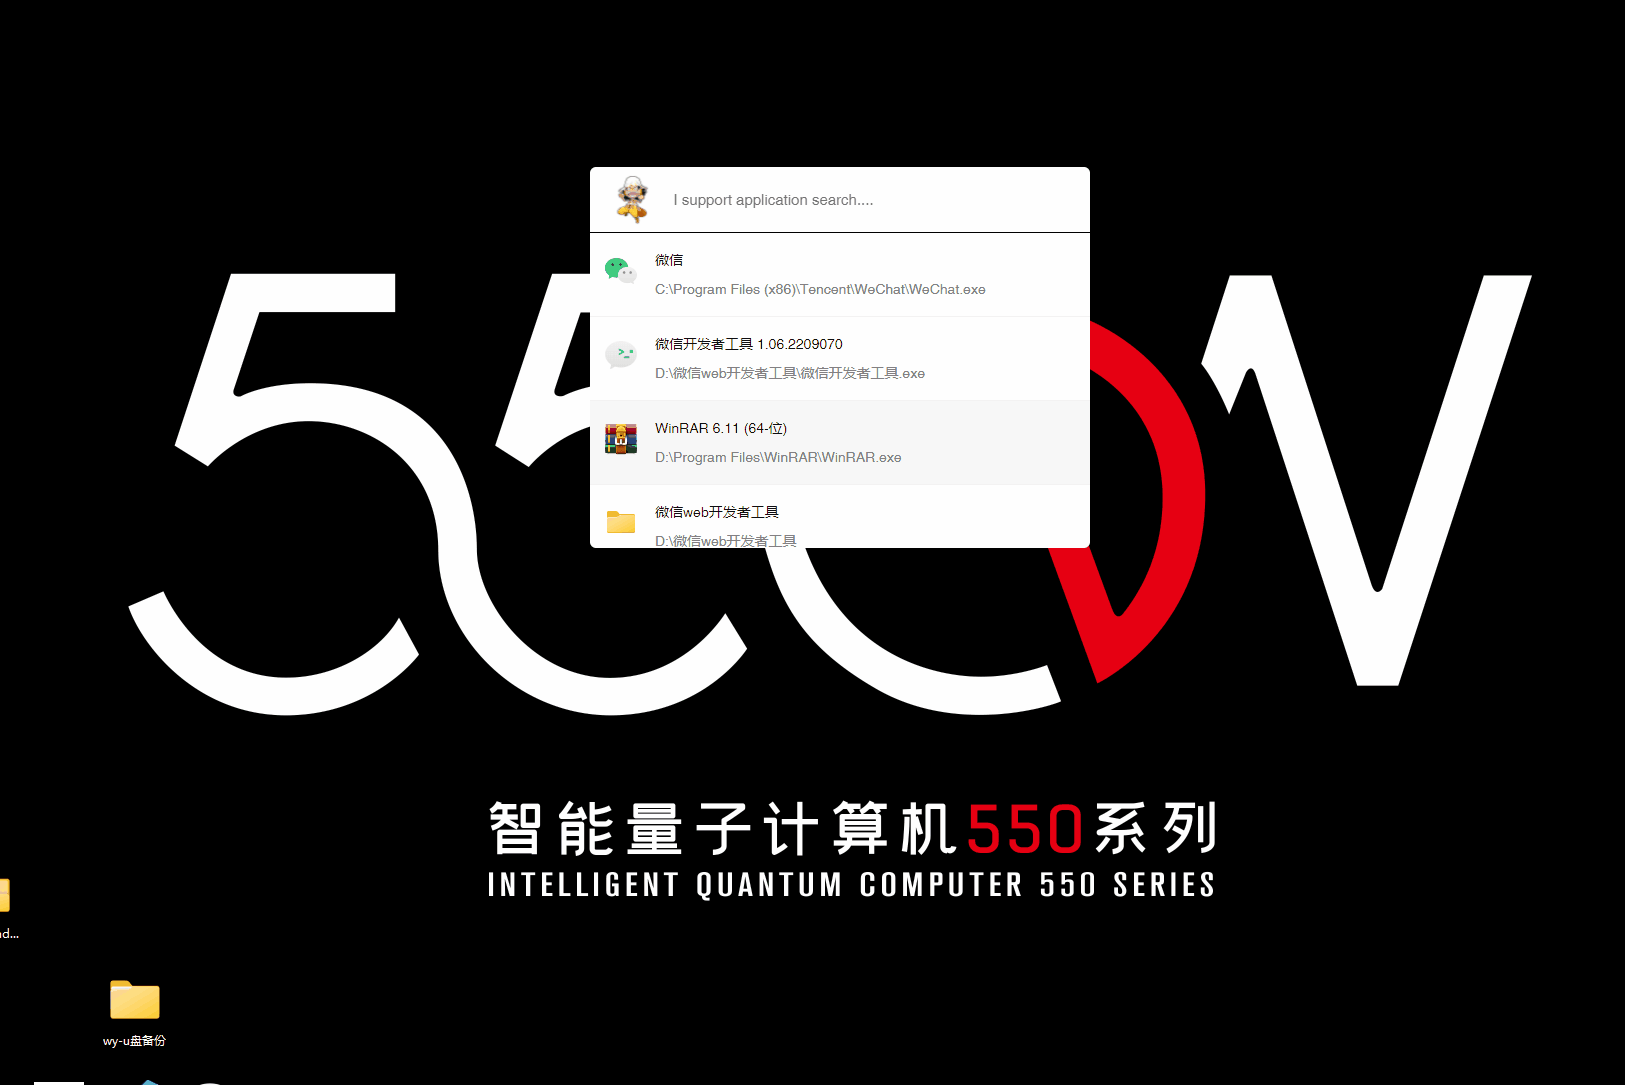 I support application search....
微信
C:\Program Files (x86)\Tencent\WeChat\WeChat.exe
微信开发者工具 1.06.2209070
D:\微信web开发者工具\微信开发者工具.exe
WinRAR 6.11 (64-位)
D:\Program Files\WinRAR\WinRAR.exe
微信web开发者工具
D:\微信web开发者工具
550V
智能量子计算机550系列
INTELLIGENT QUANTUM COMPUTER 550 SERIES
d...
wy-u盘备份